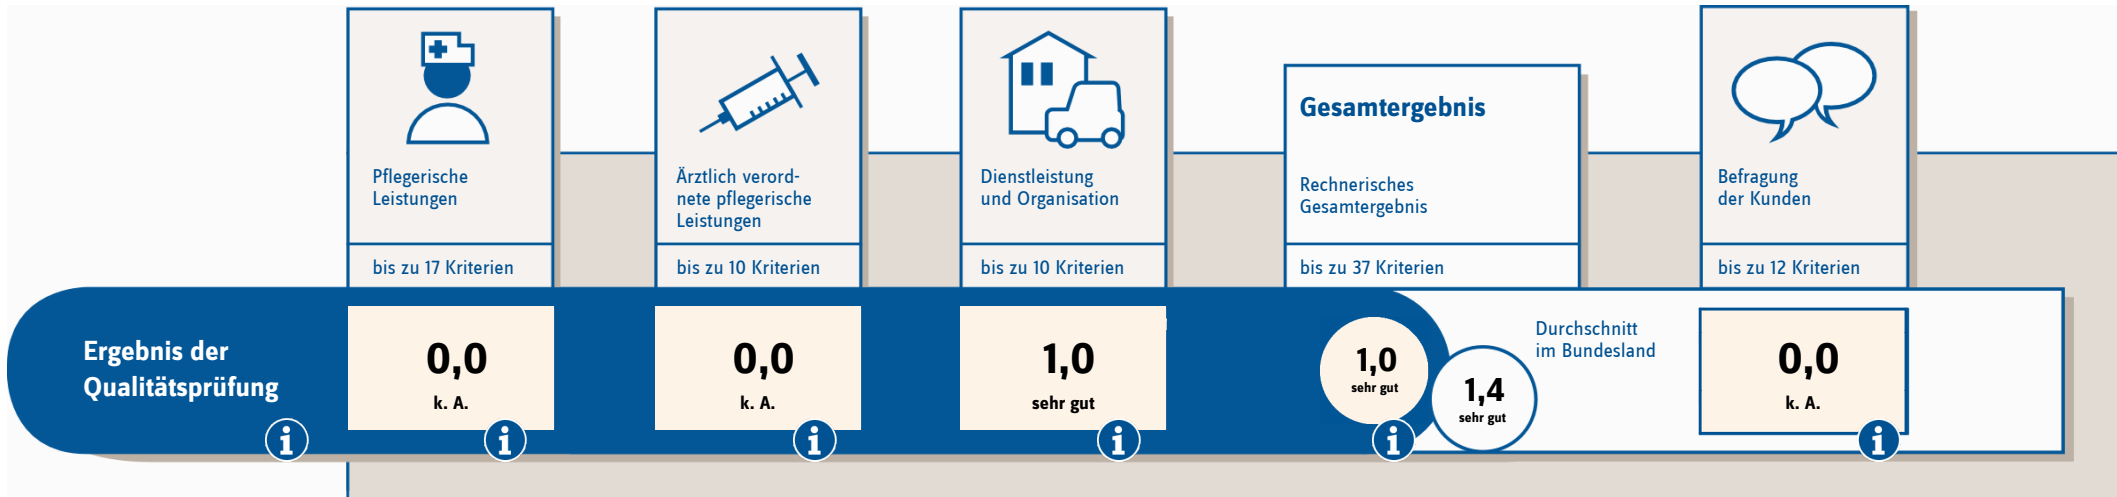 Pflegerische
Leistungen
bis zu 17 Kriterien
Ärztlich verord-
nete pflegerische
Leistungen
bis zu 10 Kriterien
Dienstleistung
und Organisation
bis zu 10 Kriterien
Gesamtergebnis
Rechnerisches
Gesamtergebnis
bis zu 37 Kriterien
Befragung
der Kunden
bis zu 12 Kriterien
Ergebnis der
Qualitätsprüfung
i
0,0
k. A.
i
0,0
k. A.
i
1,0
sehr gut
i
1,0
sehr gut
i
1,4
sehr gut
Durchschnitt
im Bundesland
0,0
k. A.
i